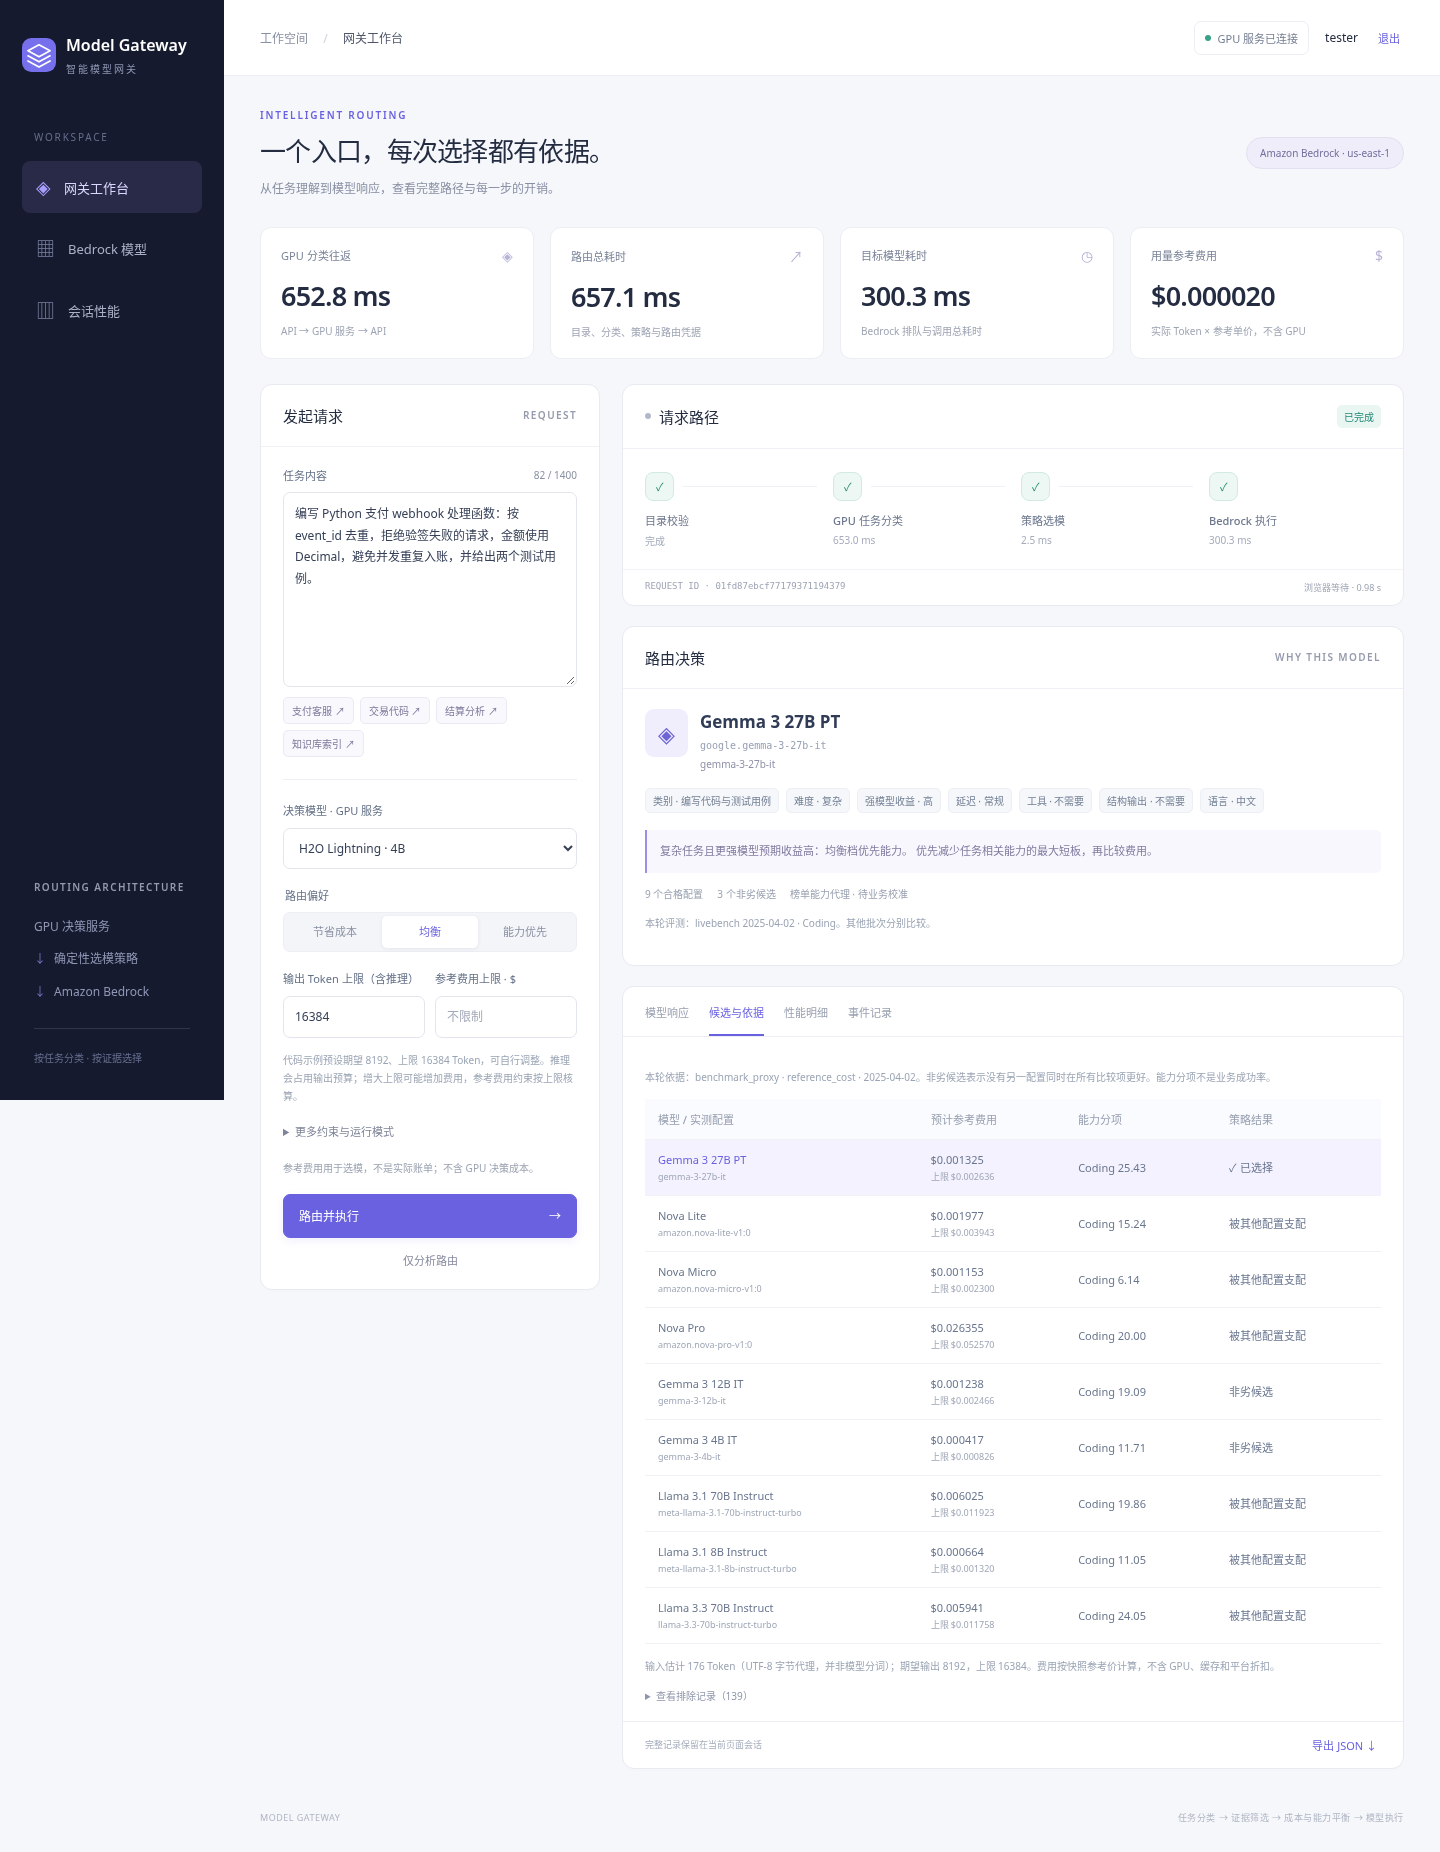 Model Gateway
智能模型网关
WORKSPACE
网关工作台
Bedrock 模型
会话性能
ROUTING ARCHITECTURE
GPU 决策服务
↓ 确定性选模策略
↓ Amazon Bedrock
按任务分类 · 按证据选择
工作空间 / 网关工作台
GPU 服务已连接 tester 退出
INTELLIGENT ROUTING
一个入口，每次选择都有依据。
Amazon Bedrock · us-east-1
从任务理解到模型响应，查看完整路径与每一步的开销。
GPU 分类往返
652.8 ms
API → GPU 服务 → API
路由总耗时 ↗
657.1 ms
目录、分类、策略与路由凭据
目标模型耗时
300.3 ms
Bedrock 排队与调用总耗时
用量参考费用 $
$0.000020
实际 Token × 参考单价，不含 GPU
发起请求 REQUEST
任务内容 82 / 1400
编写 Python 支付 webhook 处理函数：按
event_id 去重，拒绝验签失败的请求，金额使用
Decimal，避免并发重复入账，并给出两个测试用
例。
支付客服 ↗ 交易代码 ↗ 结算分析 ↗
知识库索引 ↗
决策模型 · GPU 服务
H2O Lightning · 4B
路由偏好
节省成本 均衡 能力优先
输出 Token 上限（含推理） 参考费用上限 · $
16384 不限制
代码示例预设期望 8192、上限 16384 Token，可自行调整。推理
会占用输出预算；增大上限可能增加费用，参考费用约束按上限核
算。
▶ 更多约束与运行模式
参考费用用于选模，不是实际账单；不含 GPU 决策成本。
路由并执行 →
仅分析路由
请求路径 已完成
✓ ✓ ✓ ✓
目录校验 GPU 任务分类 策略选模 Bedrock 执行
完成 653.0 ms 2.5 ms 300.3 ms
REQUEST ID · 01fd87ebcf77179371194379 浏览器等待 · 0.98 s
路由决策 WHY THIS MODEL
Gemma 3 27B PT
google.gemma-3-27b-it
gemma-3-27b-it
类别 · 编写代码与测试用例 难度 · 复杂 强模型收益 · 高 延迟 · 常规 工具 · 不需要 结构输出 · 不需要 语言 · 中文
复杂任务且更强模型预期收益高：均衡档优先能力。 优先减少任务相关能力的最大短板，再比较费用。
9 个合格配置 3 个非劣候选 榜单能力代理 · 待业务校准
本轮评测：livebench 2025-04-02 · Coding。其他批次分别比较。
模型响应 候选与依据 性能明细 事件记录
本轮依据：benchmark_proxy · reference_cost · 2025-04-02。非劣候选表示没有另一配置同时在所有比较项更好。能力分项不是业务成功率。
模型 / 实测配置 预计参考费用 能力分项 策略结果
Gemma 3 27B PT $0.001325 Coding 25.43 ✓ 已选择
gemma-3-27b-it 上限 $0.002636
Nova Lite $0.001977 Coding 15.24 被其他配置支配
amazon.nova-lite-v1:0 上限 $0.003943
Nova Micro $0.001153 Coding 6.14 被其他配置支配
amazon.nova-micro-v1:0 上限 $0.002300
Nova Pro $0.026355 Coding 20.00 被其他配置支配
amazon.nova-pro-v1:0 上限 $0.052570
Gemma 3 12B IT $0.001238 Coding 19.09 非劣候选
gemma-3-12b-it 上限 $0.002466
Gemma 3 4B IT $0.000417 Coding 11.71 非劣候选
gemma-3-4b-it 上限 $0.000826
Llama 3.1 70B Instruct $0.006025 Coding 19.86 被其他配置支配
meta-llama-3.1-70b-instruct-turbo 上限 $0.011923
Llama 3.1 8B Instruct $0.000664 Coding 11.05 被其他配置支配
meta-llama-3.1-8b-instruct-turbo 上限 $0.001320
Llama 3.3 70B Instruct $0.005941 Coding 24.05 被其他配置支配
llama-3.3-70b-instruct-turbo 上限 $0.011758
输入估计 176 Token（UTF-8 字节代理，并非模型分词）；期望输出 8192，上限 16384。费用按快照参考价计算，不含 GPU、缓存和平台折扣。
▶ 查看排除记录（139）
完整记录保留在当前页面会话 导出 JSON ↓
MODEL GATEWAY 任务分类 → 证据筛选 → 成本与能力平衡 → 模型执行